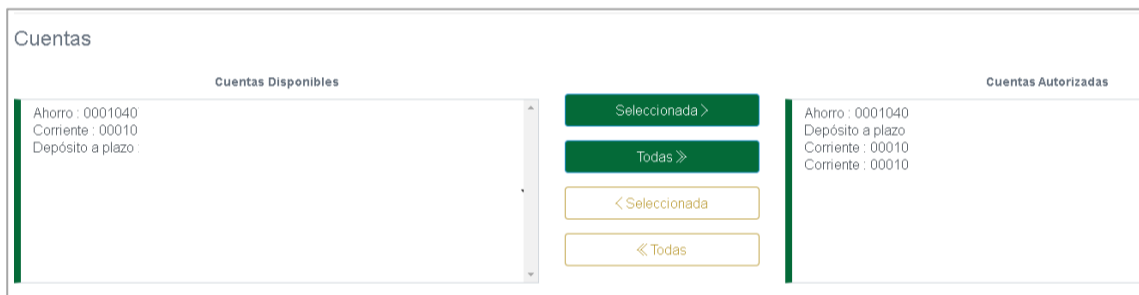 Cuentas
Cuentas Disponibles
Ahorro : 0001040
Corriente : 00010
Depósito a plazo :
Seleccionada >
Todas >>
< Seleccionada
<< Todas
Cuentas Autorizadas
Ahorro : 0001040
Depósito a plazo
Corriente : 00010
Corriente : 00010